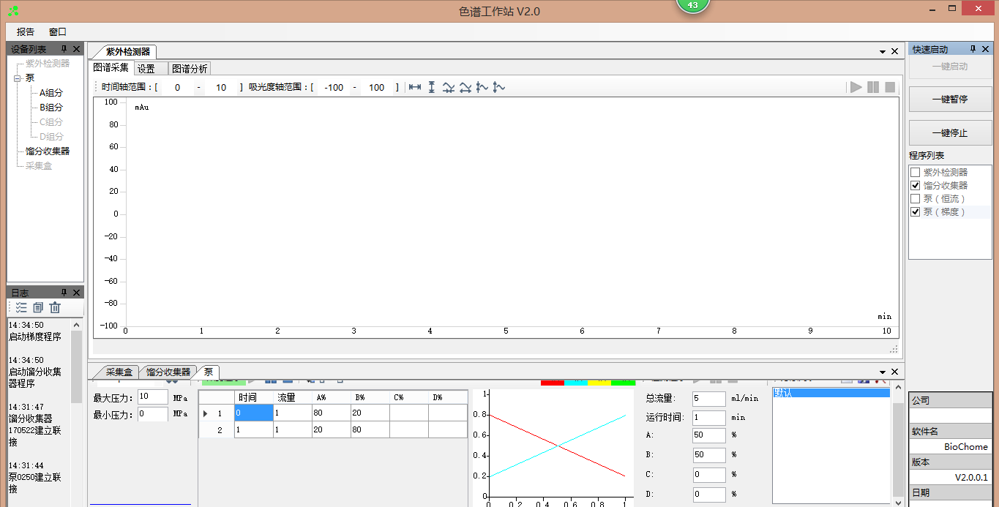 43
色谱工作站 V2.0
报告 窗口
设备列表
紫外检测器
泵
A组分
B组分
C组分
D组分
馏分收集器
采集盒
日志
14:34:50
启动梯度程序
14:34:50
启动馏分收集
器程序
14:31:47
馏分收集器
170522建立联
接
14:31:44
泵0250建立联
接
紫外检测器
图谱采集 设置 图谱分析
时间轴范围：[ 0 - 10 ] 吸光度轴范围：[ -100 - 100 ]
mAu
100
80
60
40
20
0
-20
-40
-60
-80
-100
min
0 1 2 3 4 5 6 7 8 9 10
采集盒 馏分收集器 泵
最大压力: 10 MPa
最小压力: 0 MPa
时间 流量 A% B% C% D%
1 0 1 80 20
2 1 1 20 80
1
0.8
0.6
0.4
0.2
0
0 0.2 0.4 0.6 0.8 1
总流量: 5 ml/min
运行时间: 1 min
A: 50 %
B: 50 %
C: 0 %
D: 0 %
默认
快速启动
一键启动
一键暂停
一键停止
程序列表
紫外检测器
馏分收集器
泵（恒流）
泵（梯度）
公司
软件名
BioChome
版本
V2.0.0.1
日期